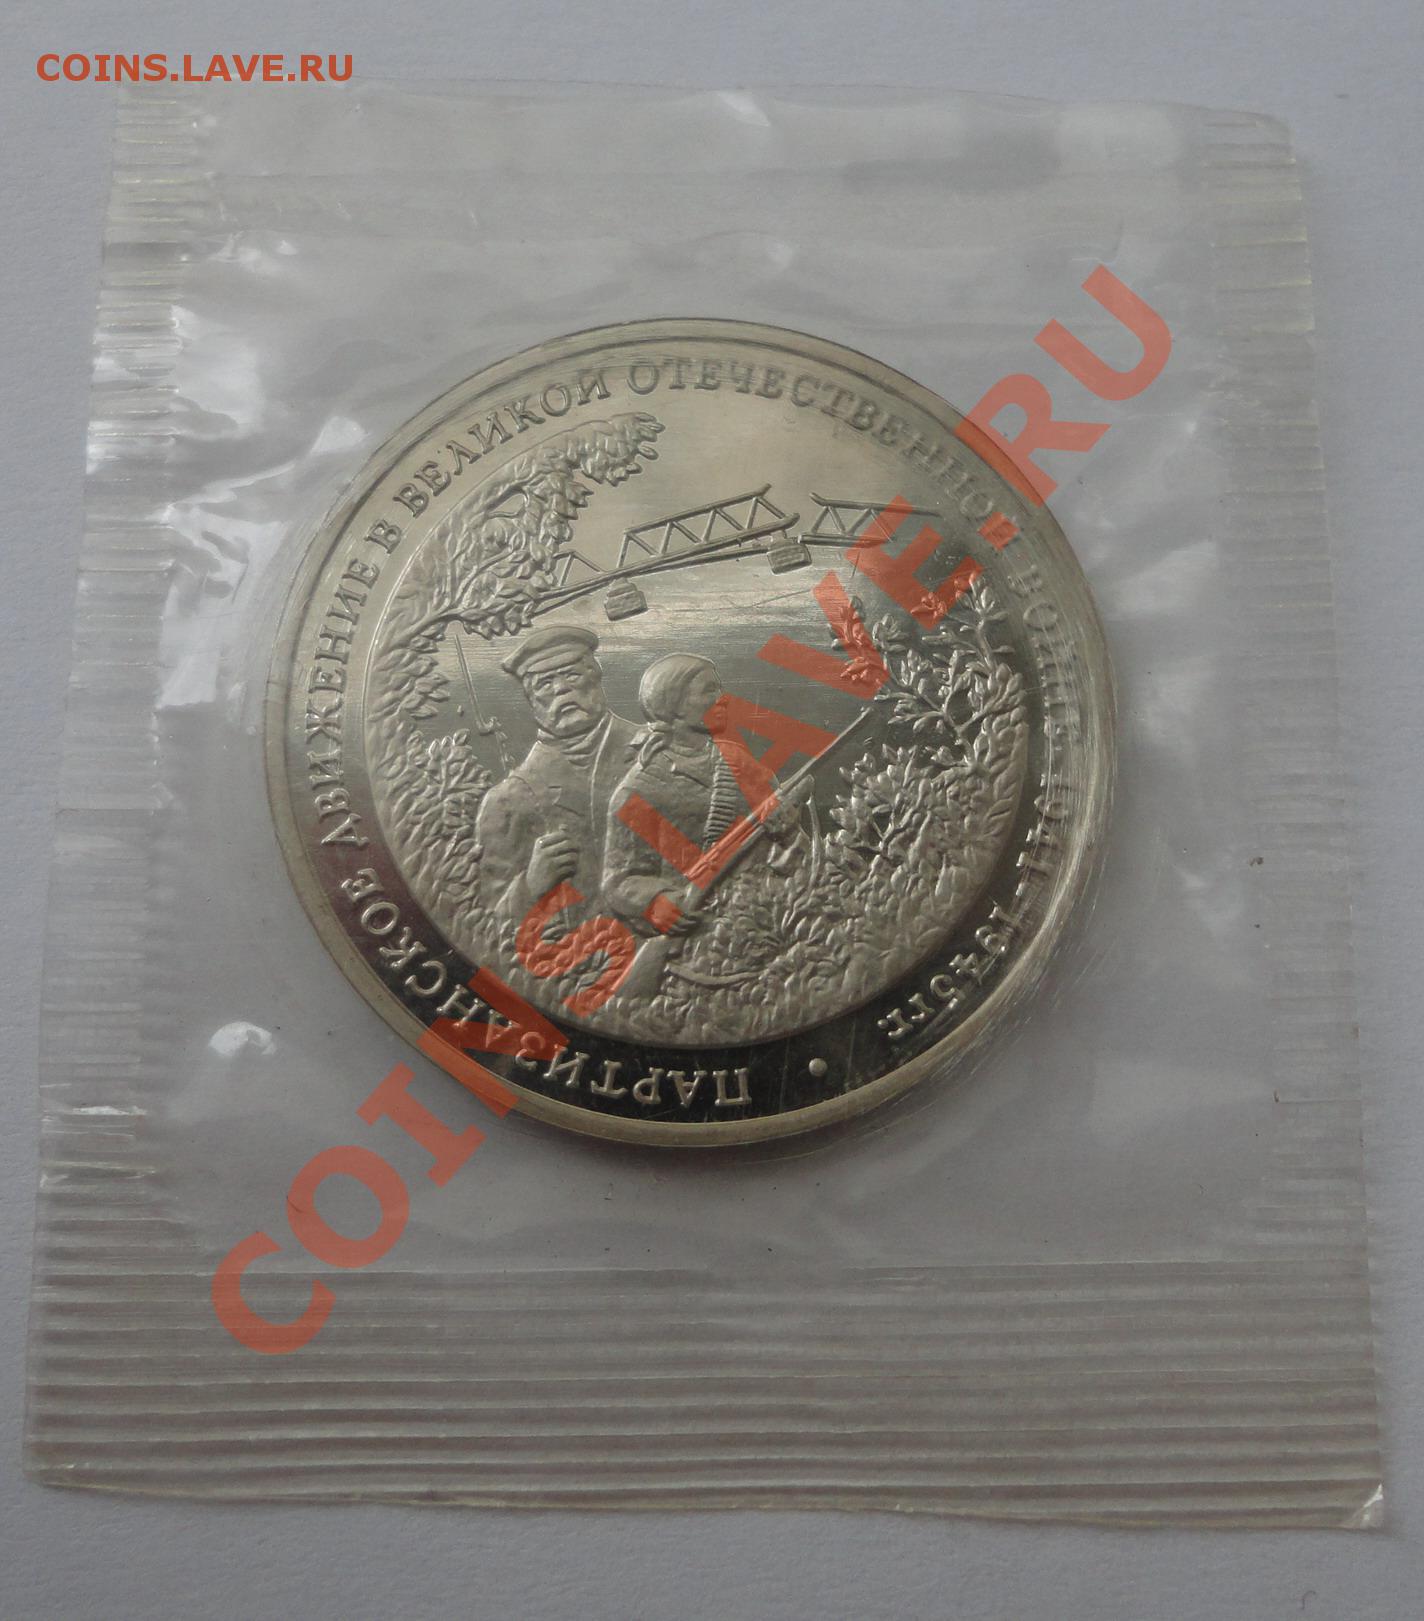 COINS.LAVE.RU
ПАРТИЗАНСКОЕ ДВИЖЕНИЕ В ВЕЛИКОЙ ОТЕЧЕСТВЕННОЙ ВОЙНЕ 1941-1945 ГГ. •
COINS.LAVE.RU